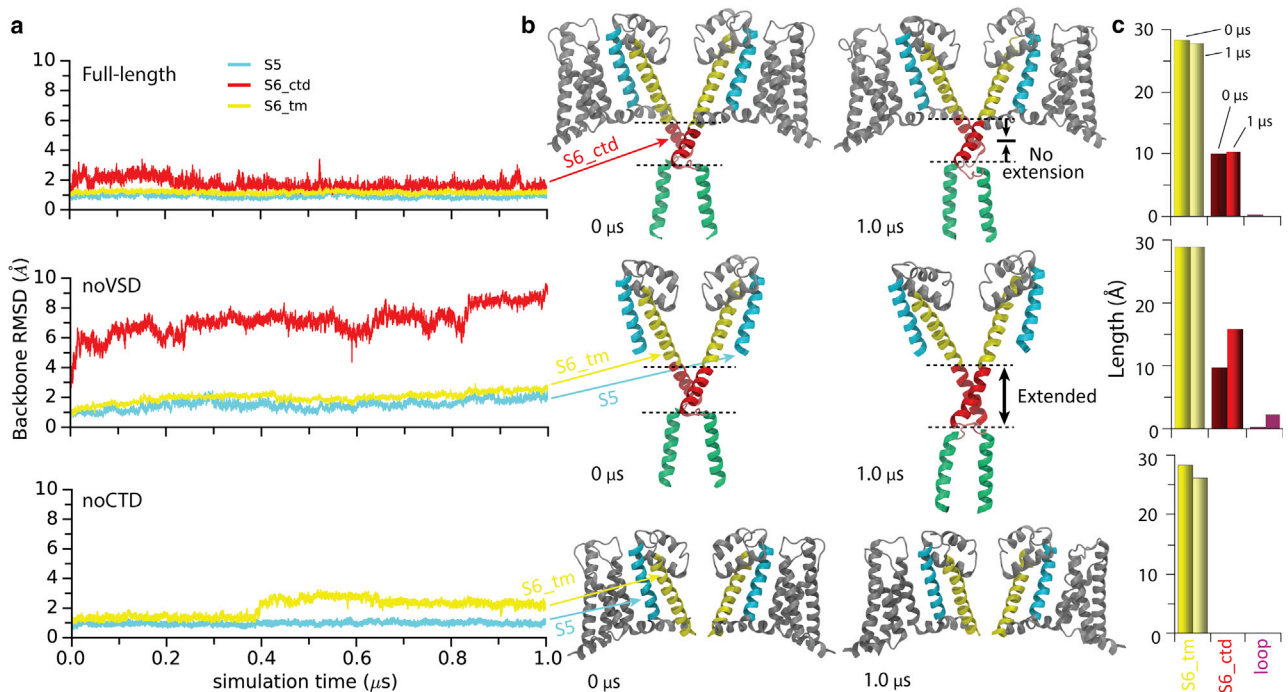 a
Full-length
S5
S6_ctd
S6_tm
10
8
6
4
2
0
noVSD
10
8
6
4
2
0
noCTD
10
8
6
4
2
0
Backbone RMSD (Å)
0.0 0.2 0.4 0.6 0.8 1.0
simulation time (μs)
b
S6_ctd
No
extension
0 μs
1.0 μs
S6_tm
S5
Extended
0 μs
1.0 μs
S6_tm
S5
0 μs
1.0 μs
c
30
20
10
0
0 μs
1 μs
0 μs
1 μs
30
20
10
0
30
20
10
0
Length (Å)
S6_tm
S6_ctd
loop